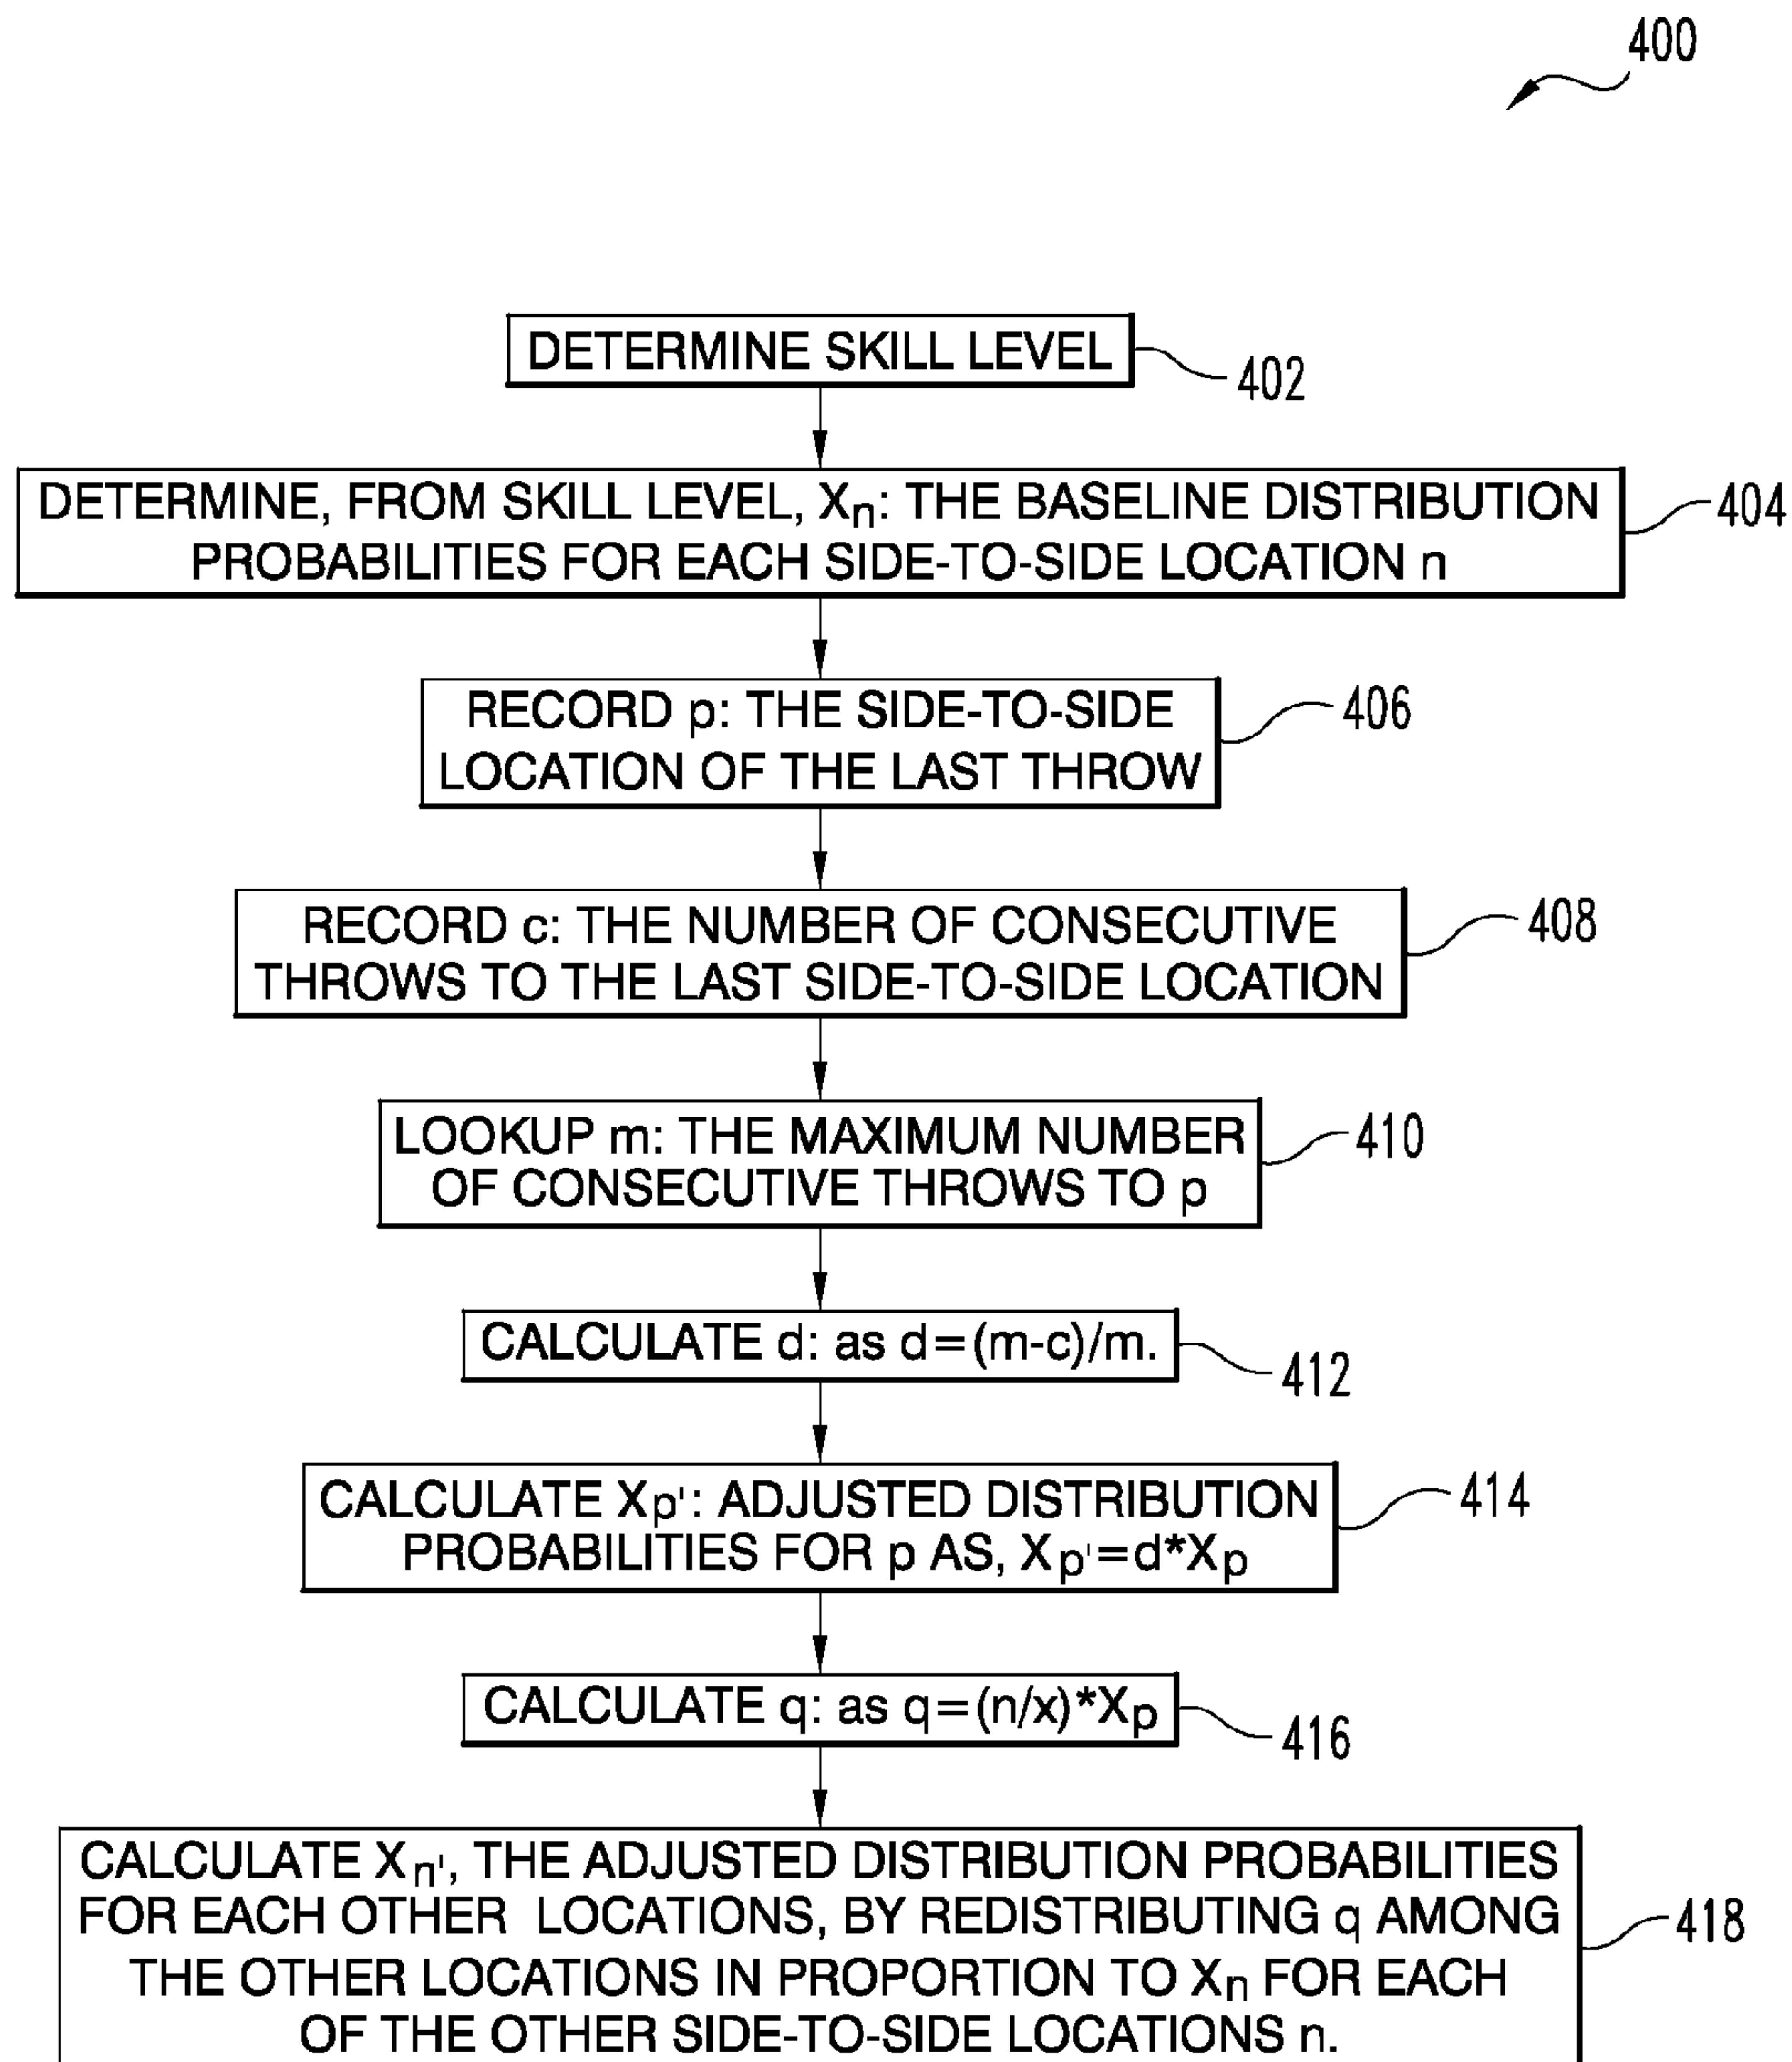 400
DETERMINE SKILL LEVEL
402
DETERMINE, FROM SKILL LEVEL, Xn: THE BASELINE DISTRIBUTION
PROBABILITIES FOR EACH SIDE-TO-SIDE LOCATION n
404
RECORD p: THE SIDE-TO-SIDE
LOCATION OF THE LAST THROW
406
RECORD c: THE NUMBER OF CONSECUTIVE
THROWS TO THE LAST SIDE-TO-SIDE LOCATION
408
LOOKUP m: THE MAXIMUM NUMBER
OF CONSECUTIVE THROWS TO p
410
CALCULATE d: as d=(m-c)/m.
412
CALCULATE Xp': ADJUSTED DISTRIBUTION
PROBABILITIES FOR p AS, Xp'=d*Xp
414
CALCULATE q: as q=(n/x)*Xp
416
CALCULATE Xn', THE ADJUSTED DISTRIBUTION PROBABILITIES
FOR EACH OTHER LOCATIONS, BY REDISTRIBUTING q AMONG
THE OTHER LOCATIONS IN PROPORTION TO Xn FOR EACH
OF THE OTHER SIDE-TO-SIDE LOCATIONS n.
418